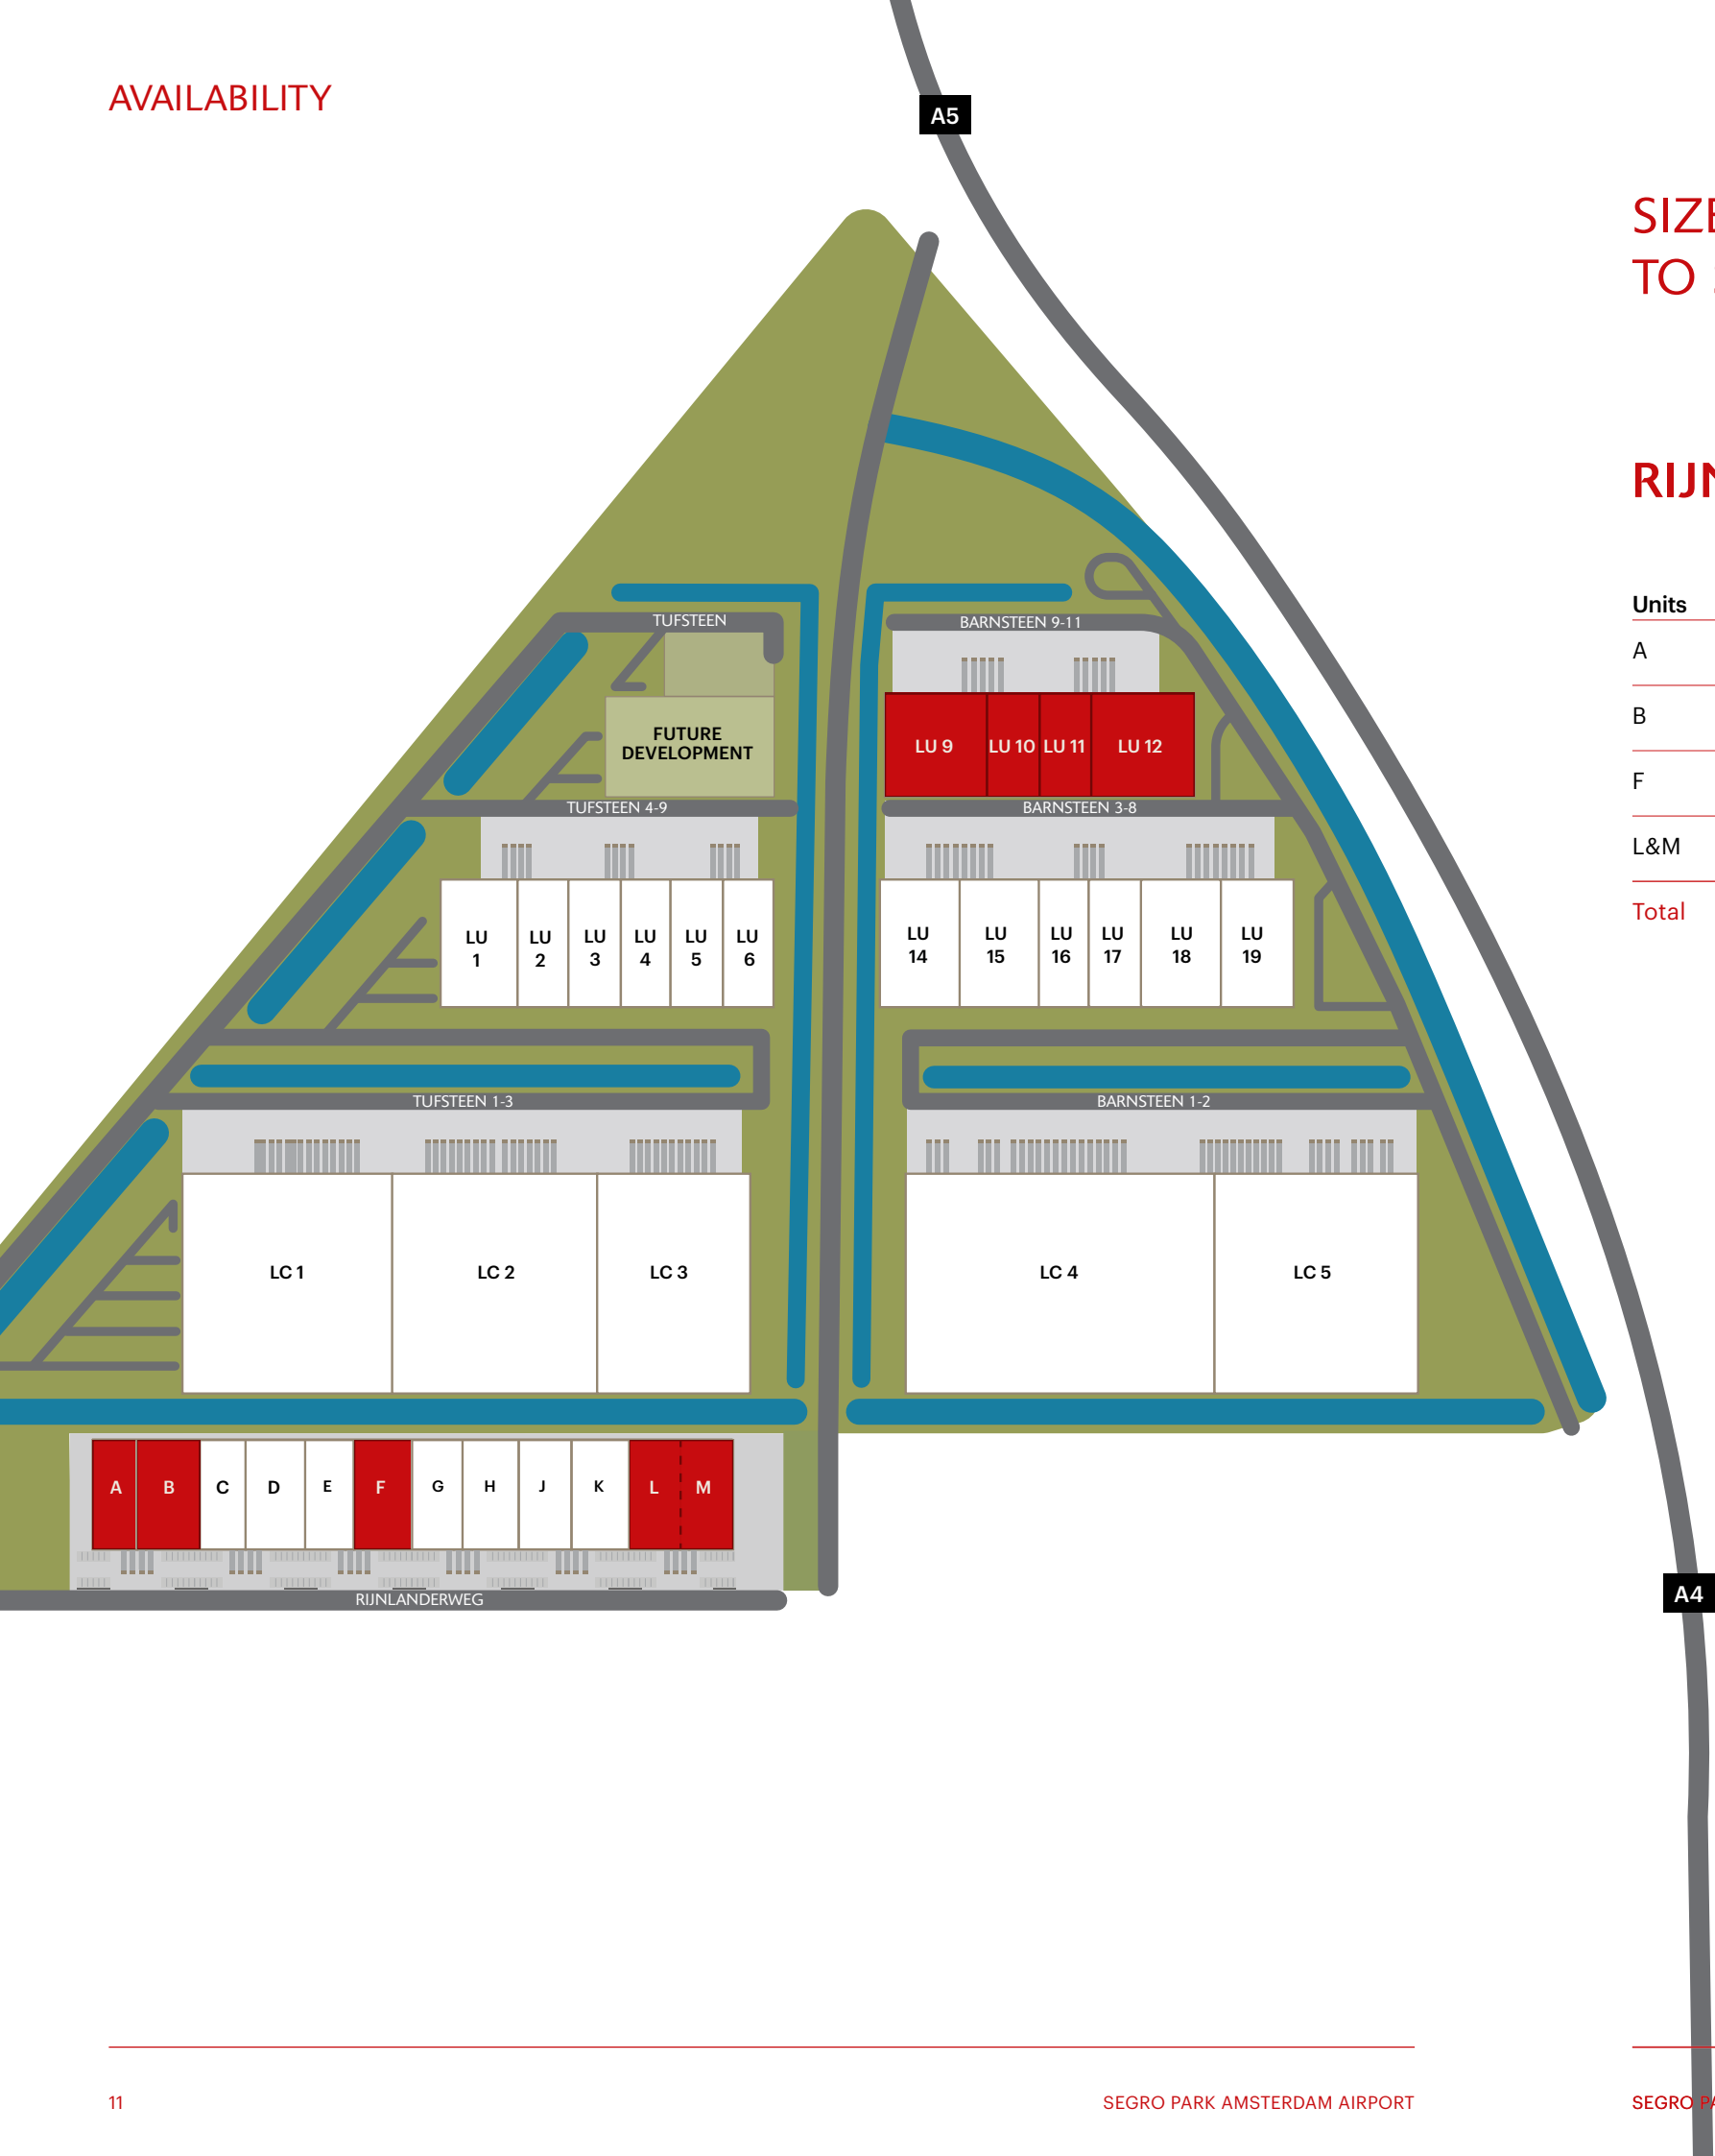 AVAILABILITY
A5
TUFSTEEN
BARNSTEEN 9-11
FUTURE
DEVELOPMENT
LU 9
LU 10
LU 11
LU 12
TUFSTEEN 4-9
BARNSTEEN 3-8
LU
1
LU
2
LU
3
LU
4
LU
5
LU
6
LU
14
LU
15
LU
16
LU
17
LU
18
LU
19
TUFSTEEN 1-3
BARNSTEEN 1-2
LC 1
LC 2
LC 3
LC 4
LC 5
A
B
C
D
E
F
G
H
J
K
L
M
RIJNLANDERWEG
A4
11
SEGRO PARK AMSTERDAM AIRPORT
TO
Units
A
B
F
L&M
Total
SEGRO